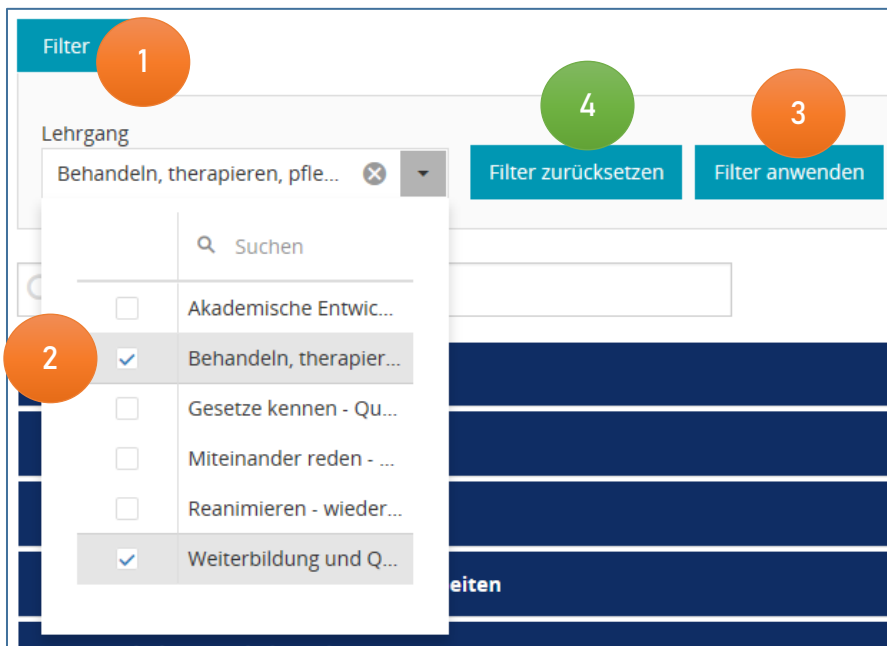 Filter
1
4
3
Lehrgang
Behandeln, therapieren, pfle...
Filter zurücksetzen
Filter anwenden
Suchen
Akademische Entwic...
2
Behandeln, therapier...
Gesetze kennen - Qu...
Miteinander reden - ...
Reanimieren - wieder...
Weiterbildung und Q...
eiten